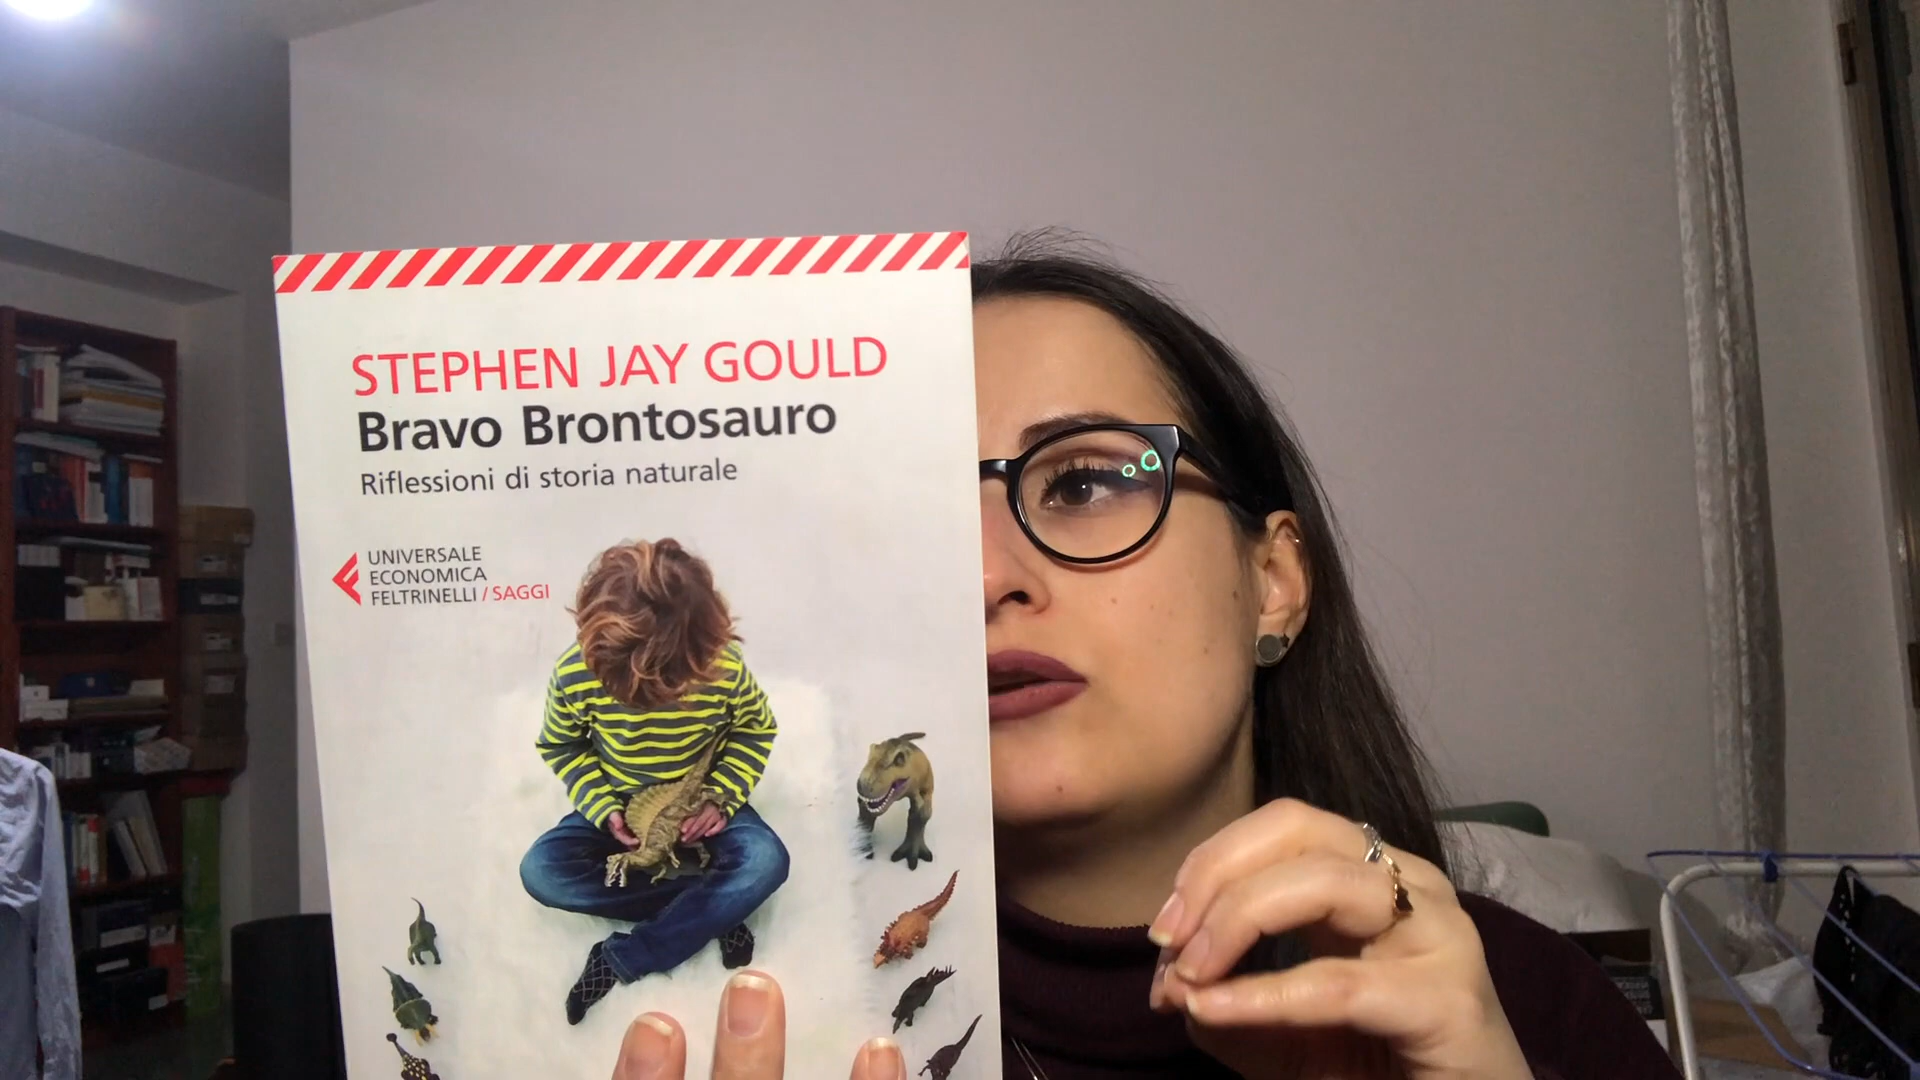 STEPHEN JAY GOULD
Bravo Brontosauro
Riflessioni di storia naturale
UNIVERSALE
ECONOMICA
FELTRINELLI / SAGGI